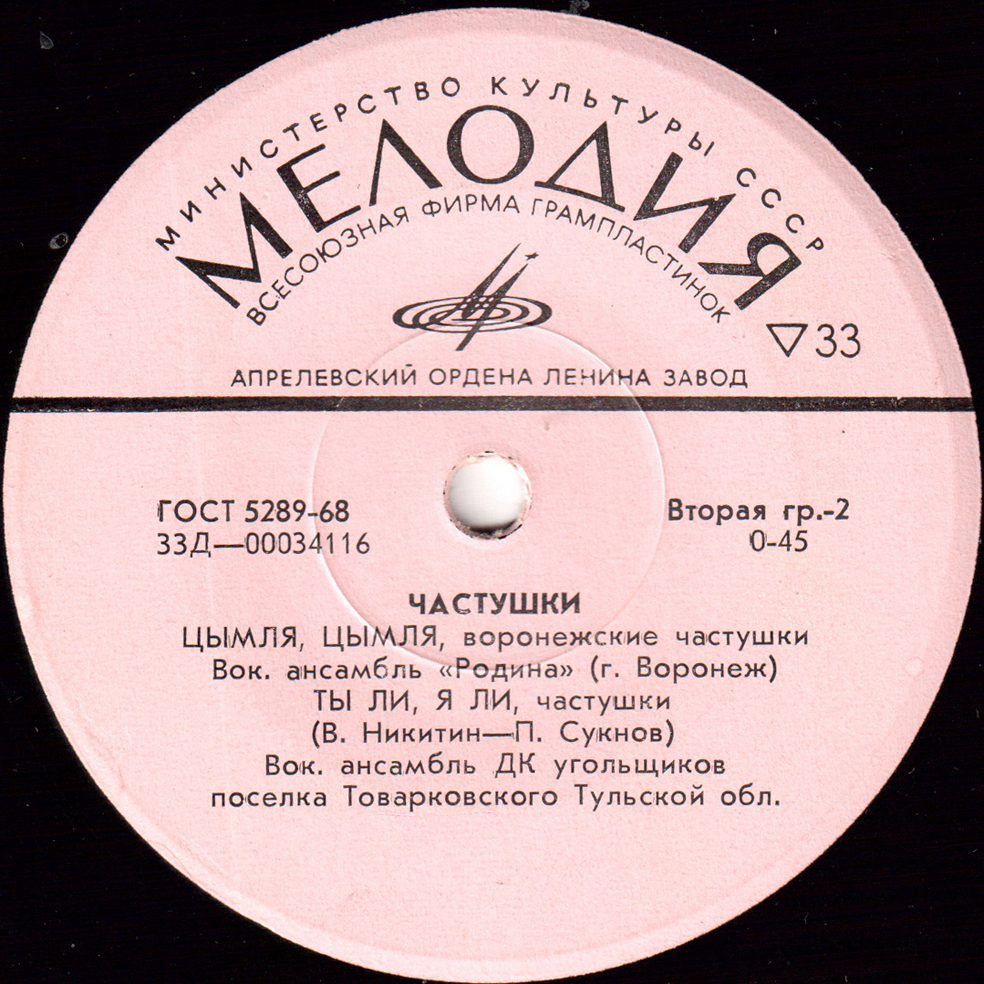 МИНИСТЕРСТВО КУЛЬТУРЫ СССР
МЕЛОДИЯ
ВСЕСОЮЗНАЯ ФИРМА ГРАМПЛАСТИНОК
▽33
АПРЕЛЕВСКИЙ ОРДЕНА ЛЕНИНА ЗАВОД
ГОСТ 5289-68
Вторая гр.-2
33Д—00034116
0-45
ЧАСТУШКИ
ЦЫМЛЯ, ЦЫМЛЯ, воронежские частушки
Вок. ансамбль «Родина» (г. Воронеж)
ТЫ ЛИ, Я ЛИ, частушки
(В. Никитин—П. Сукнов)
Вок. ансамбль ДК угольщиков
поселка Товарковского Тульской обл.